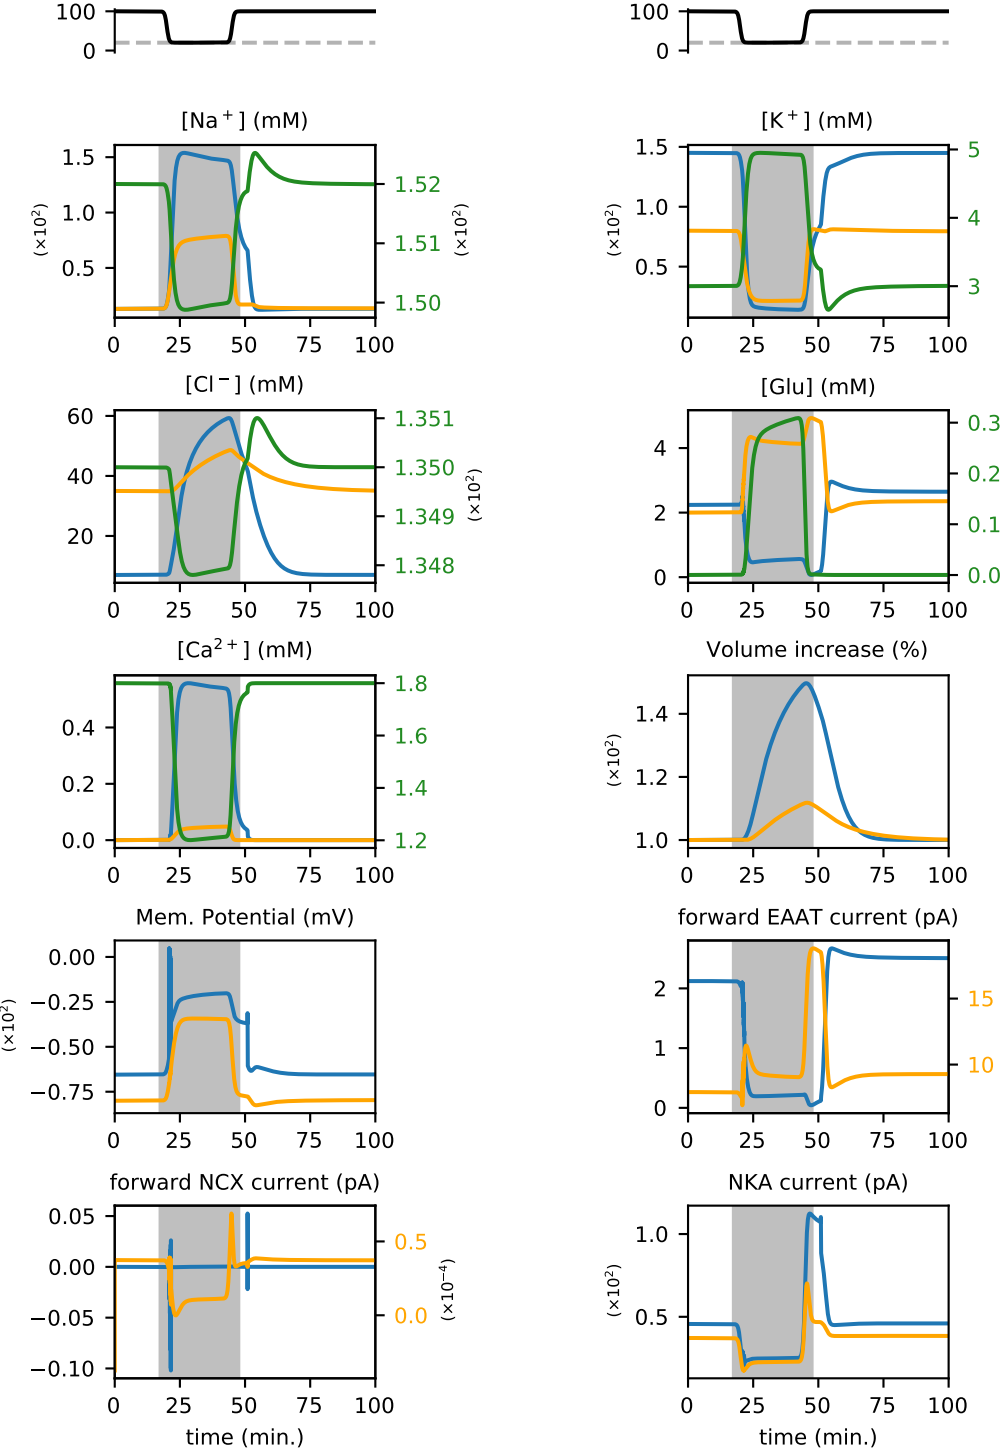 100
0
100
0
[Na⁺] (mM)
1.5
1.0
0.5
(×10²)
1.52
1.51
1.50
(×10²)
0 25 50 75 100
[K⁺] (mM)
1.5
1.0
0.5
(×10²)
5
4
3
0 25 50 75 100
[Cl⁻] (mM)
60
40
20
1.351
1.350
1.349
1.348
(×10²)
0 25 50 75 100
[Glu] (mM)
4
2
0
0.3
0.2
0.1
0.0
0 25 50 75 100
[Ca²⁺] (mM)
0.4
0.2
0.0
1.8
1.6
1.4
1.2
0 25 50 75 100
Volume increase (%)
1.4
1.2
1.0
(×10²)
0 25 50 75 100
Mem. Potential (mV)
0.00
−0.25
−0.50
−0.75
(×10²)
0 25 50 75 100
forward EAAT current (pA)
2
1
0
15
10
0 25 50 75 100
forward NCX current (pA)
0.05
0.00
−0.05
−0.10
0.5
0.0
(×10⁻⁴)
0 25 50 75 100
time (min.)
NKA current (pA)
1.0
0.5
(×10²)
0 25 50 75 100
time (min.)